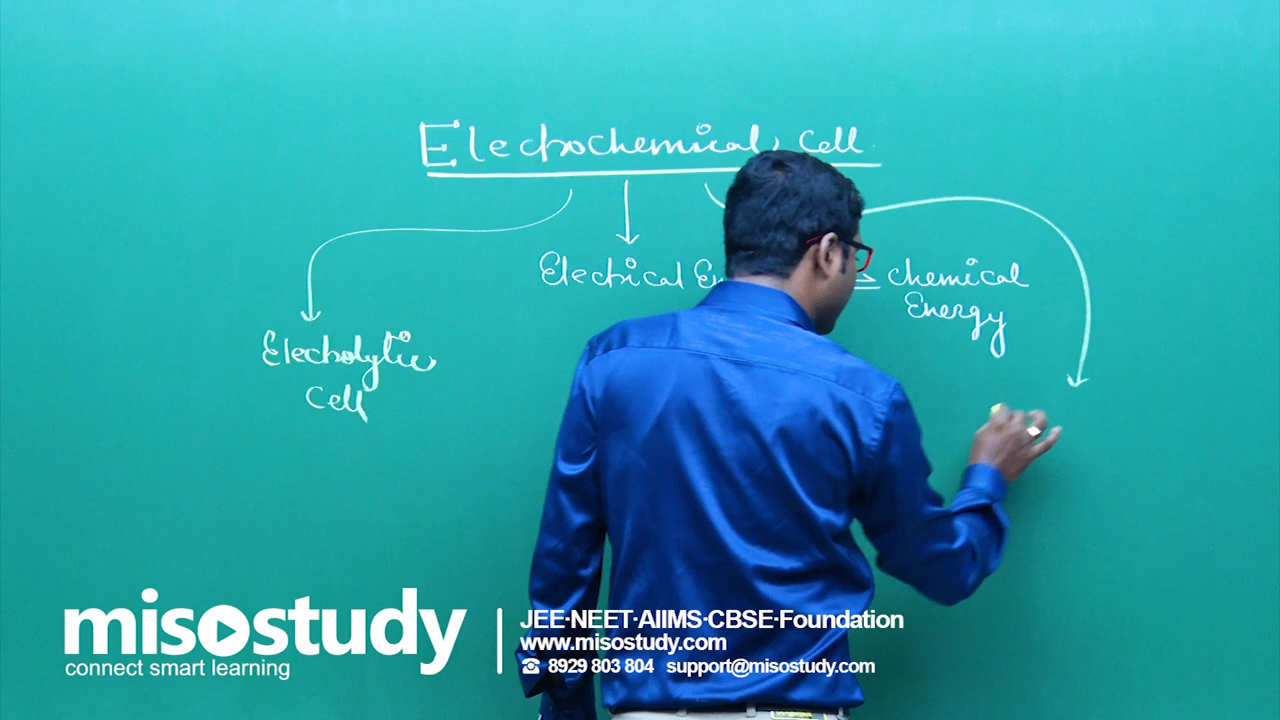 Electrochemical Cell
Electrical En
⇌ chemical
Energy
Electrolytic
Cell
misostudy
connect smart learning
JEE·NEET·AIIMS·CBSE·Foundation
www.misostudy.com
☎ 8929 803 804 support@misostudy.com